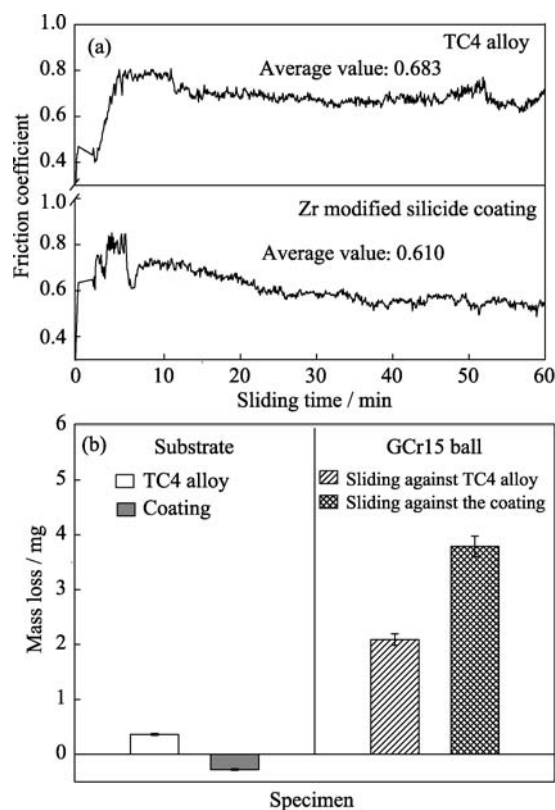 (a)
TC4 alloy
Average value: 0.683
1.0
0.8
0.6
0.4
Friction coefficient
Zr modified silicide coating
Average value: 0.610
1.0
0.8
0.6
0.4
0 10 20 30 40 50 60
Sliding time / min
(b)
Substrate
TC4 alloy
Coating
GCr15 ball
Sliding against TC4 alloy
Sliding against the coating
6
5
4
3
2
1
0
Mass loss / mg
Specimen